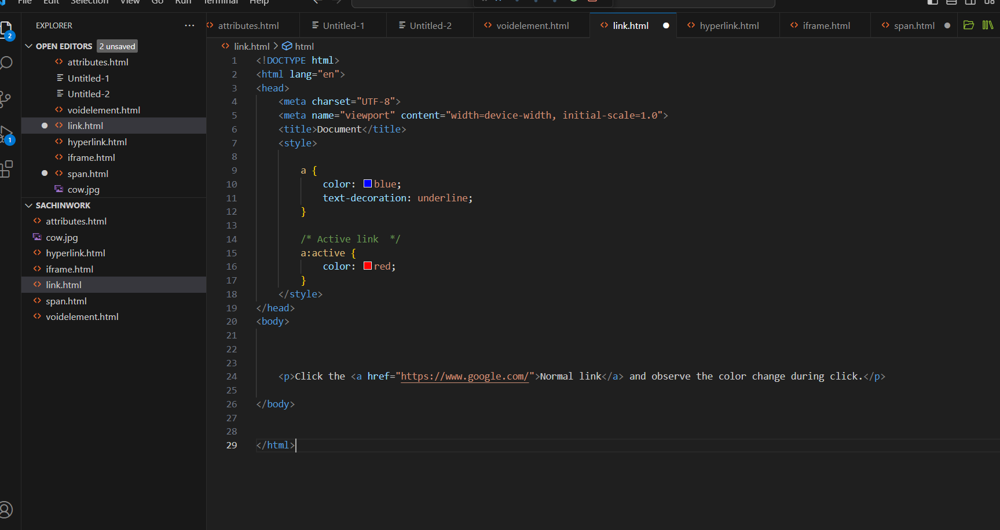 File Edit Selection View Go Run Terminal Help
EXPLORER
OPEN EDITORS 2 unsaved
attributes.html
Untitled-1
Untitled-2
voidelement.html
link.html
hyperlink.html
iframe.html
span.html
cow.jpg
SACHINWORK
attributes.html
cow.jpg
hyperlink.html
iframe.html
link.html
span.html
voidelement.html
2
1
attributes.html Untitled-1 Untitled-2 voidelement.html link.html hyperlink.html iframe.html span.html
link.html > html
1 <!DOCTYPE html>
2 <html lang="en">
3 <head>
4 <meta charset="UTF-8">
5 <meta name="viewport" content="width=device-width, initial-scale=1.0">
6 <title>Document</title>
7 <style>
8
9 a {
10 color: blue;
11 text-decoration: underline;
12 }
13
14 /* Active link  */
15 a:active {
16 color: red;
17 }
18 </style>
19 </head>
20 <body>
21
22
23
24 <p>Click the <a href="https://www.google.com/">Normal link</a> and observe the color change during click.</p>
25
26 </body>
27
28
29 </html>